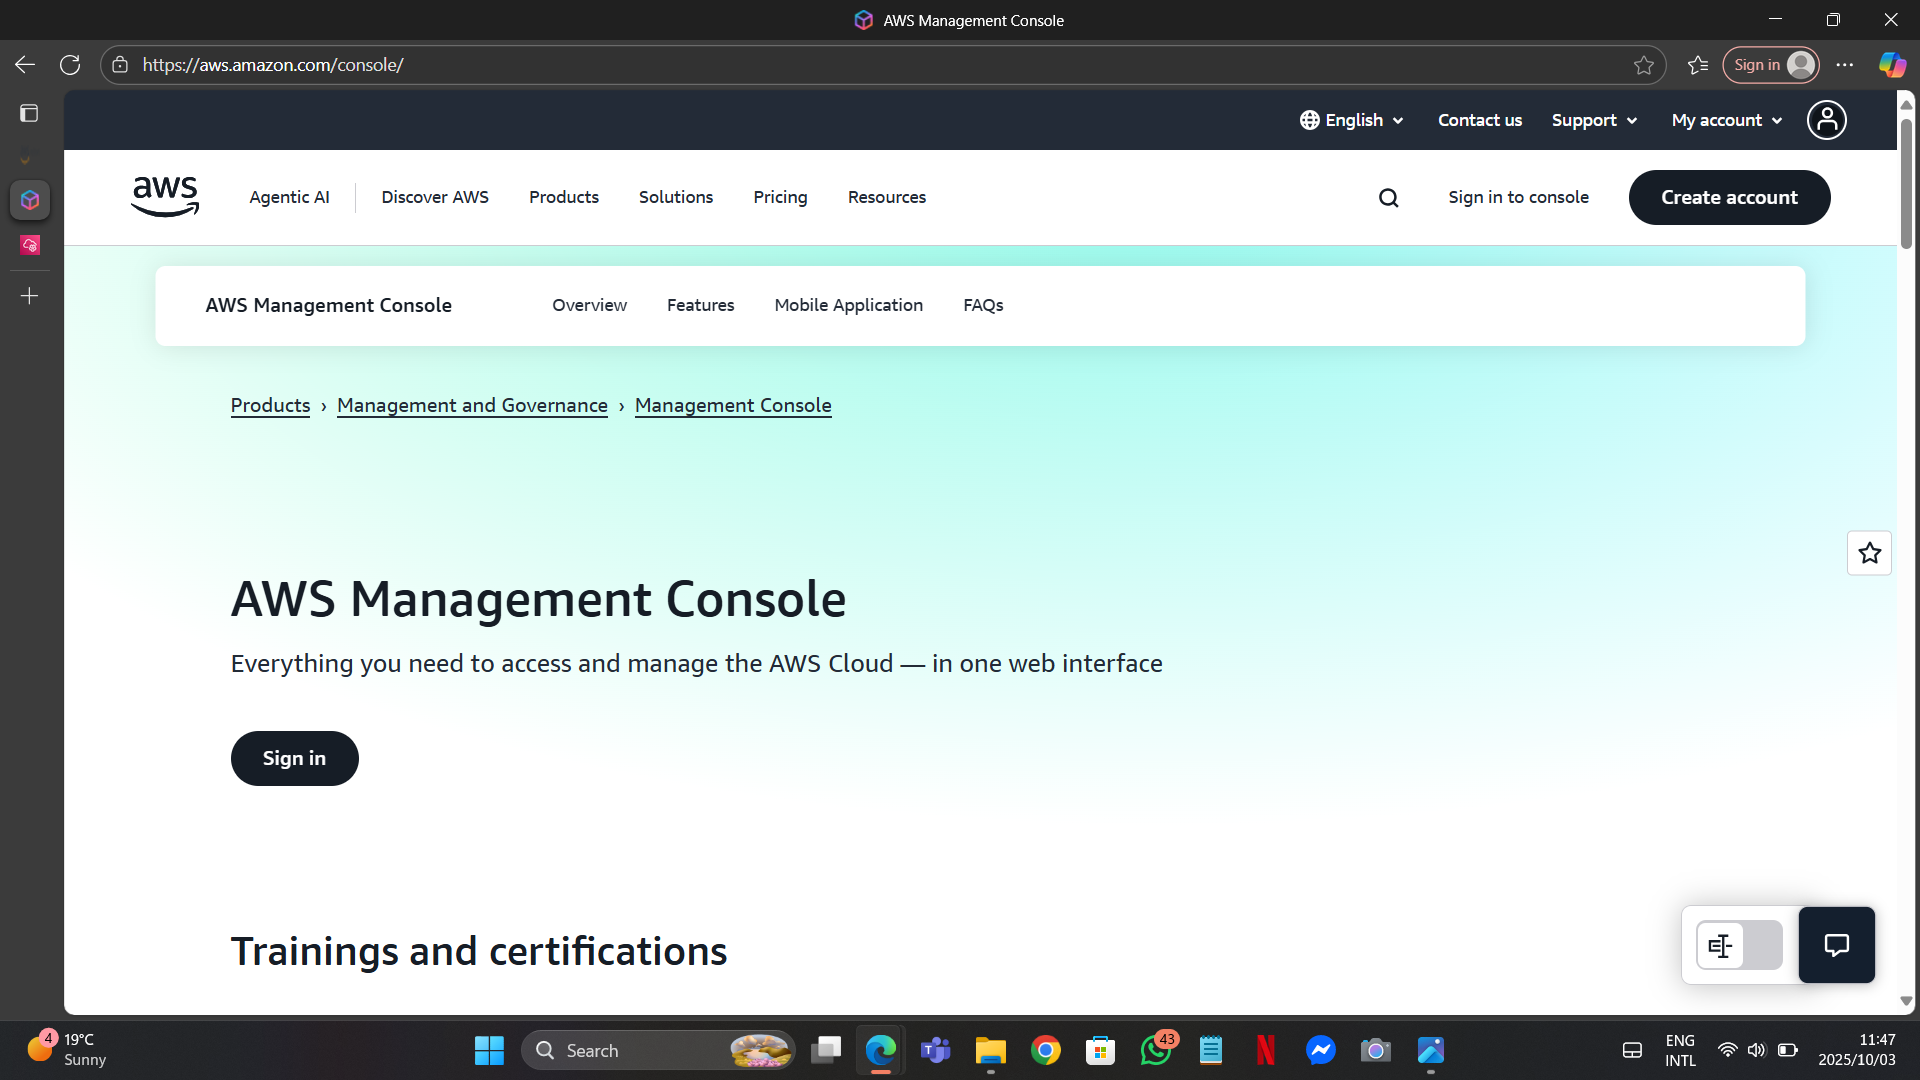 AWS Management Console
https://aws.amazon.com/console/
Sign in
English
Contact us
Support
My account
aws
Agentic AI
Discover AWS
Products
Solutions
Pricing
Resources
Sign in to console
Create account
AWS Management Console
Overview
Features
Mobile Application
FAQs
Products › Management and Governance › Management Console
AWS Management Console
Everything you need to access and manage the AWS Cloud — in one web interface
Sign in
Trainings and certifications
4
19°C
Sunny
Search
T
43
N
ENG
INTL
11:47
2025/10/03